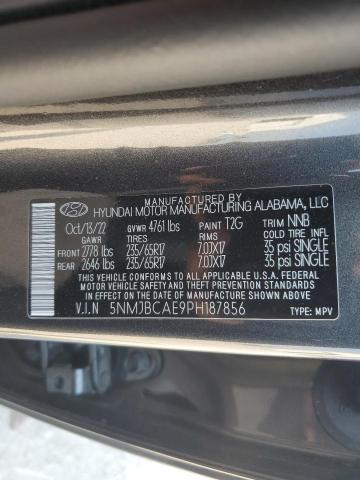 MANUFACTURED BY
HYUNDAI MOTOR MANUFACTURING ALABAMA, LLC
Oct/13/22 GVWR 4761 lbs PAINT T2G TRIM NNB
GAWR TIRES RIMS COLD TIRE INFL.
FRONT 2778 lbs 235/65R17 7.0JX17 35 psi SINGLE
REAR 2646 lbs 235/65R17 7.0JX17 35 psi SINGLE
THIS VEHICLE CONFORMS TO ALL APPLICABLE U.S. FEDERAL MOTOR VEHICLE
SAFETY, BUMPER, AND THEFT PREVENTION STANDARDS IN EFFECT ON
THE DATE OF MANUFACTURE SHOWN ABOVE.
V.I.N 5NMJBCAE9PH187856 TYPE: MPV